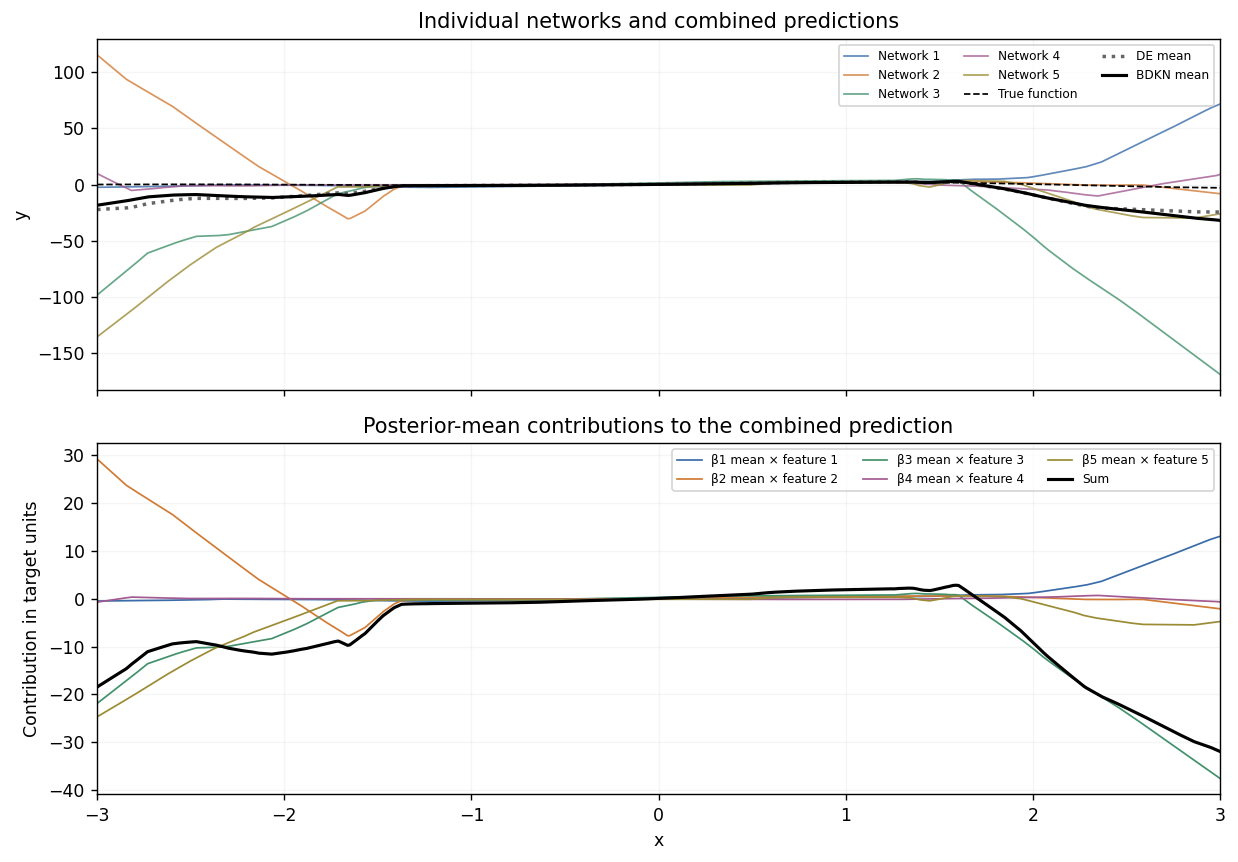 Individual networks and combined predictions
Network 1 Network 4 DE mean
Network 2 Network 5 BDKN mean
Network 3 True function
100
50
0
−50
−100
−150
y
Posterior-mean contributions to the combined prediction
β1 mean × feature 1 β3 mean × feature 3 β5 mean × feature 5
β2 mean × feature 2 β4 mean × feature 4 Sum
30
20
10
0
−10
−20
−30
−40
Contribution in target units
−3 −2 −1 0 1 2 3
x